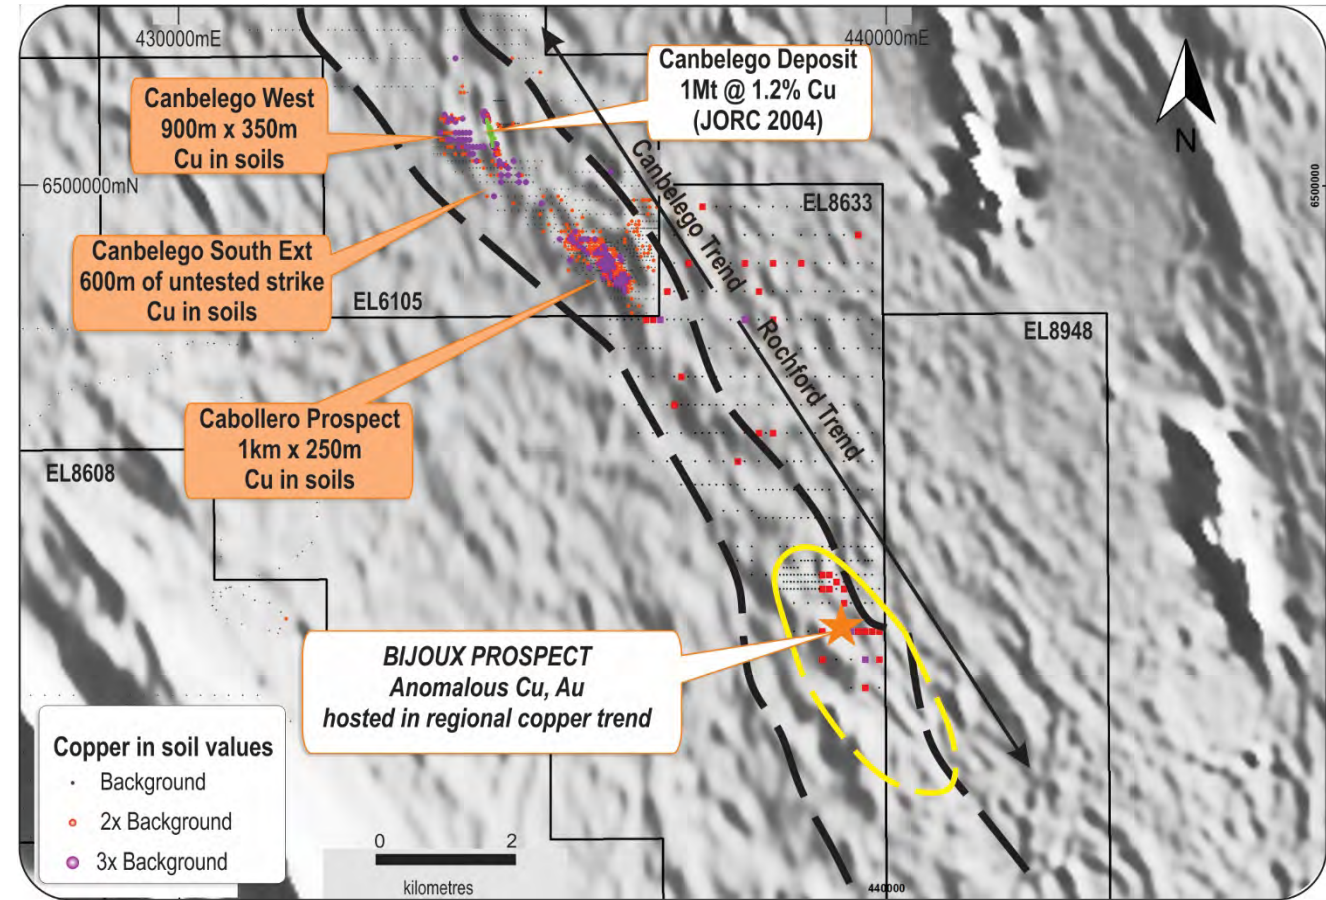 430000mE
440000mE
Canbelego Deposit
1Mt @ 1.2% Cu
(JORC 2004)
Canbelego West
900m x 350m
Cu in soils
N
6500000mN
6500000
Canbelego Trend
EL8633
Canbelego South Ext
600m of untested strike
Cu in soils
EL6105
EL8948
Rochford Trend
Cabollero Prospect
1km x 250m
Cu in soils
EL8608
BIJOUX PROSPECT
Anomalous Cu, Au
hosted in regional copper trend
Copper in soil values
Background
2x Background
3x Background
0 2
kilometres
440000